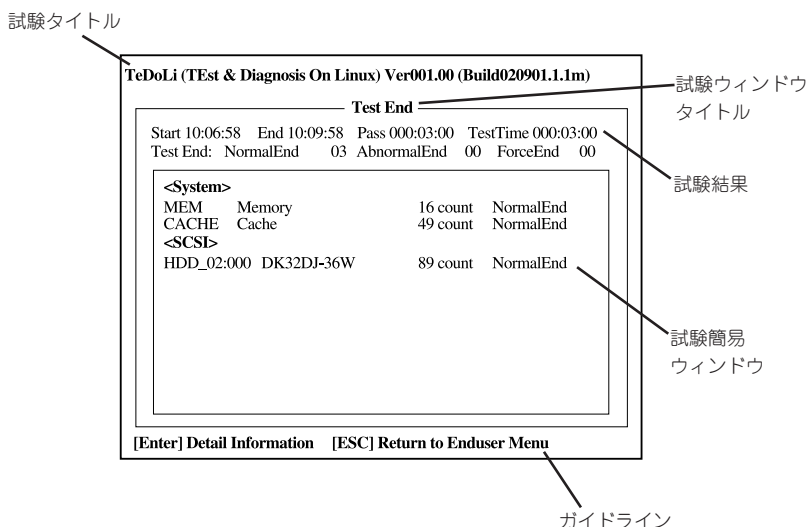 試験タイトル
TeDoLi (TEst & Diagnosis On Linux) Ver001.00 (Build020901.1.1m)
試験ウィンドウ
タイトル
Test End
Start 10:06:58 End 10:09:58 Pass 000:03:00 TestTime 000:03:00
Test End: NormalEnd 03 AbnormalEnd 00 ForceEnd 00
試験結果
<System>
MEM Memory 16 count NormalEnd
CACHE Cache 49 count NormalEnd
<SCSI>
HDD_02:000 DK32DJ-36W 89 count NormalEnd
試験簡易
ウィンドウ
[Enter] Detail Information [ESC] Return to Enduser Menu
ガイドライン